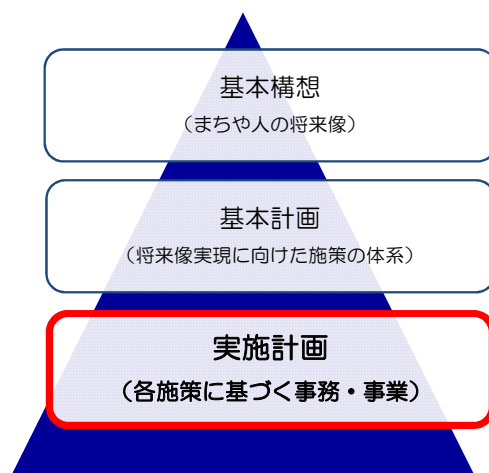 基本構想
（まちや人の将来像）
基本計画
（将来像実現に向けた施策の体系）
実施計画
（各施策に基づく事務・事業）